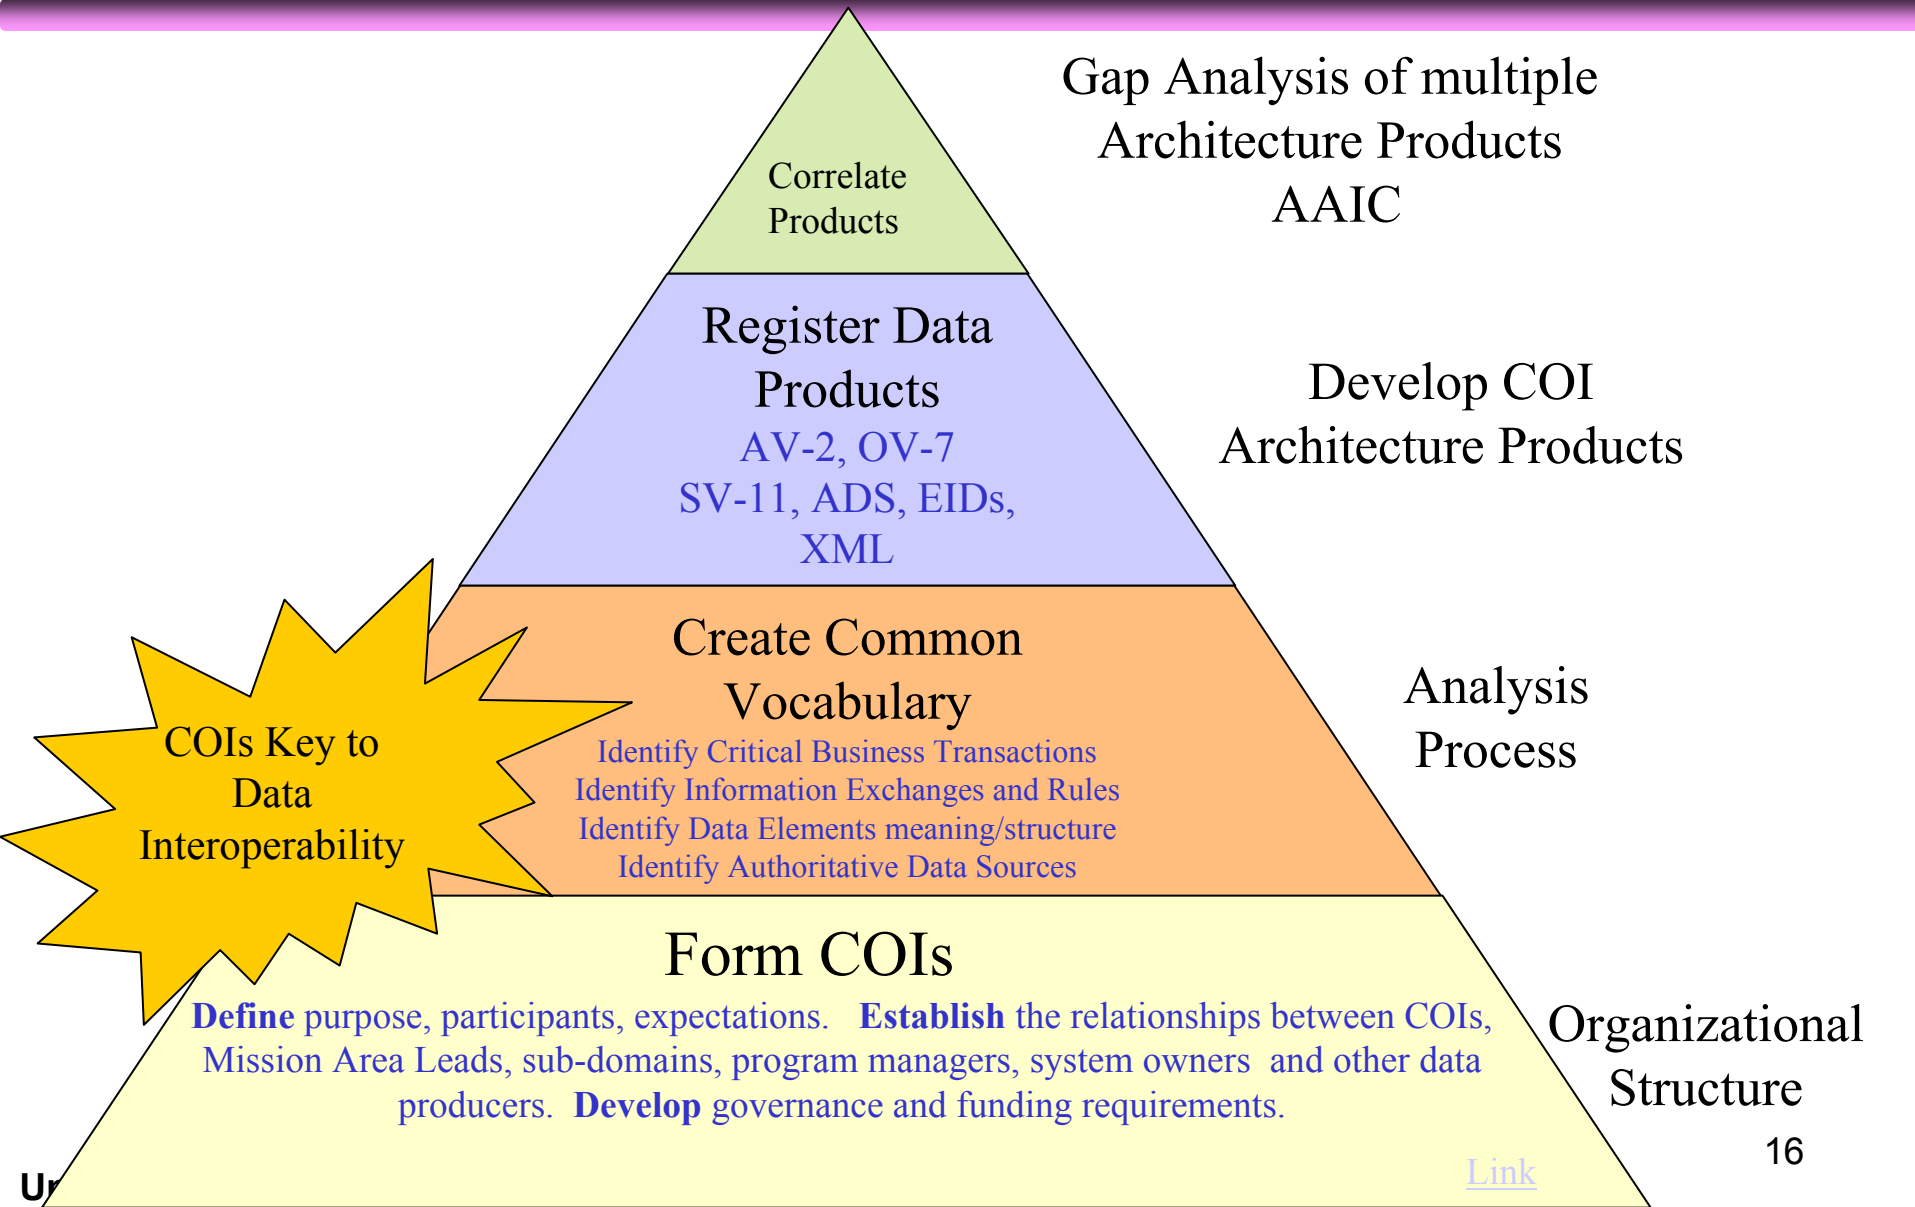 Gap Analysis of multiple
Architecture Products
AAIC
Correlate
Products
Register Data
Products
AV-2, OV-7
SV-11, ADS, EIDs,
XML
Develop COI
Architecture Products
Create Common
Vocabulary
Identify Critical Business Transactions
Identify Information Exchanges and Rules
Identify Data Elements meaning/structure
Identify Authoritative Data Sources
Analysis
Process
COIs Key to
Data
Interoperability
Form COIs
Define purpose, participants, expectations.   Establish the relationships between COIs,
Mission Area Leads, sub-domains, program managers, system owners  and other data
producers.  Develop governance and funding requirements.
Organizational
Structure
Link
16